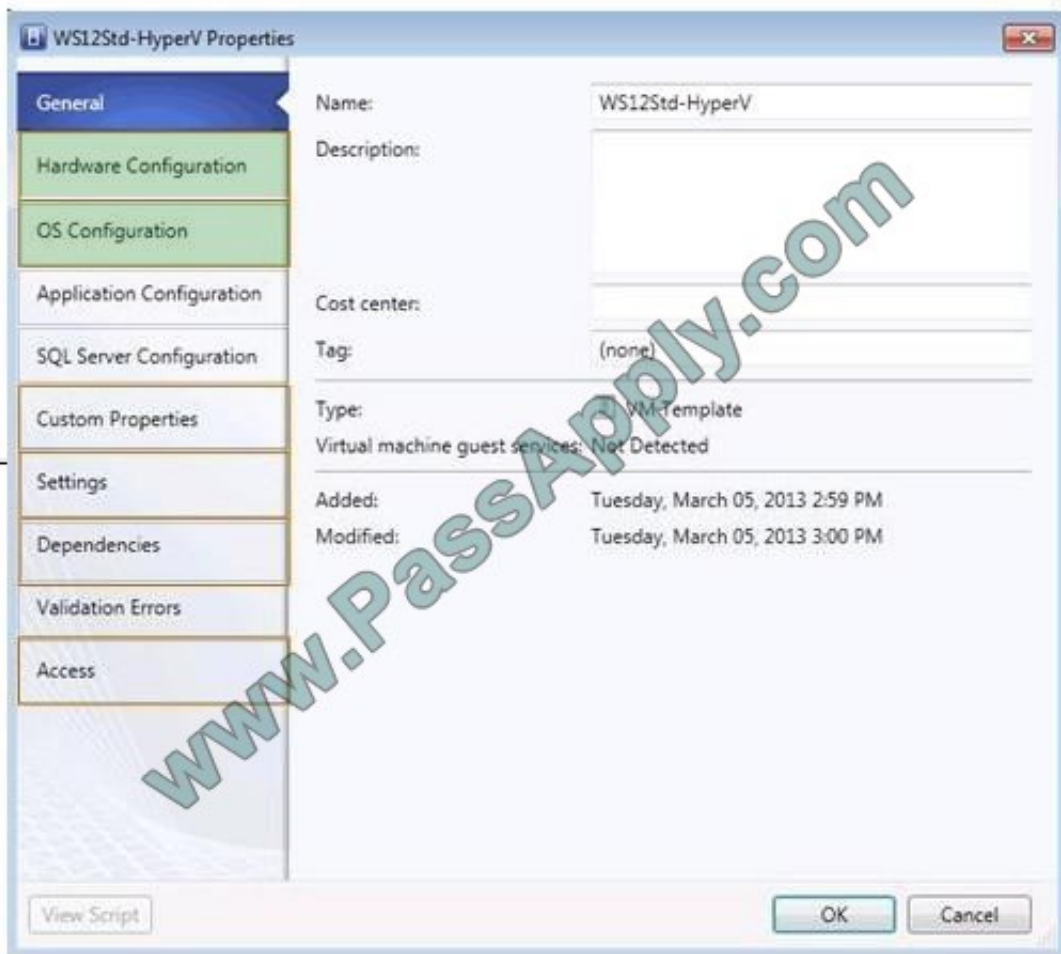 WS12Std-HyperV Properties
General
Hardware Configuration
OS Configuration
Application Configuration
SQL Server Configuration
Custom Properties
Settings
Dependencies
Validation Errors
Access
Name: WS12Std-HyperV
Description:
Cost center:
Tag: (none)
Type: VM Template
Virtual machine guest services: Not Detected
Added: Tuesday, March 05, 2013 2:59 PM
Modified: Tuesday, March 05, 2013 3:00 PM
www.PassApply.com
View Script
OK
Cancel